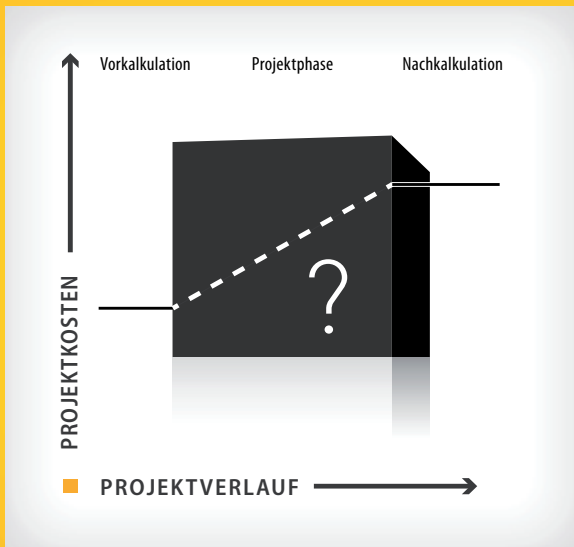 Vorkalkulation Projektphase Nachkalkulation
?
PROJEKTKOSTEN
PROJEKTVERLAUF